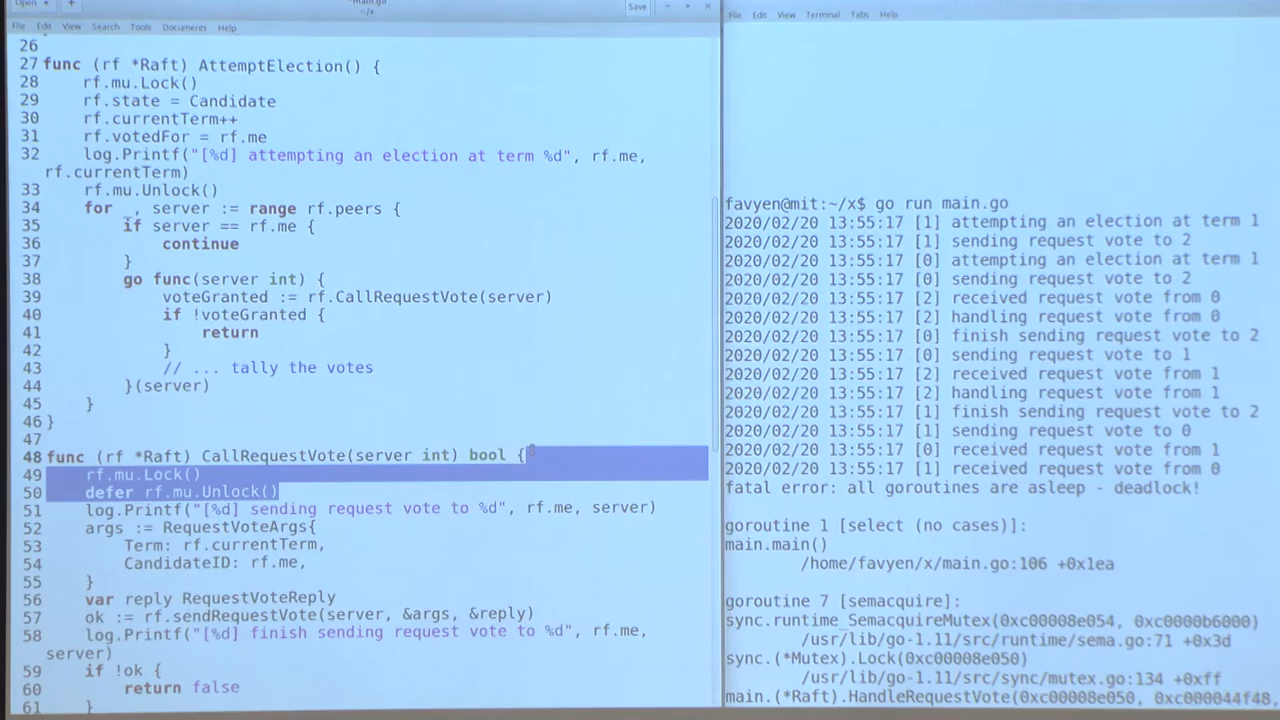 Open
main.go
~/x
Save
File Edit View Search Tools Documents Help
26
27 func (rf *Raft) AttemptElection() {
28 rf.mu.Lock()
29 rf.state = Candidate
30 rf.currentTerm++
31 rf.votedFor = rf.me
32 log.Printf("[%d] attempting an election at term %d", rf.me,
rf.currentTerm)
33 rf.mu.Unlock()
34 for _, server := range rf.peers {
35 if server == rf.me {
36 continue
37 }
38 go func(server int) {
39 voteGranted := rf.CallRequestVote(server)
40 if !voteGranted {
41 return
42 }
43 // ... tally the votes
44 }(server)
45 }
46 }
47
48 func (rf *Raft) CallRequestVote(server int) bool {
49 rf.mu.Lock()
50 defer rf.mu.Unlock()
51 log.Printf("[%d] sending request vote to %d", rf.me, server)
52 args := RequestVoteArgs{
53 Term: rf.currentTerm,
54 CandidateID: rf.me,
55 }
56 var reply RequestVoteReply
57 ok := rf.sendRequestVote(server, &args, &reply)
58 log.Printf("[%d] finish sending request vote to %d", rf.me,
server)
59 if !ok {
60 return false
61 }
File Edit View Terminal Tabs Help
favyen@mit:~/x$ go run main.go
2020/02/20 13:55:17 [1] attempting an election at term 1
2020/02/20 13:55:17 [1] sending request vote to 2
2020/02/20 13:55:17 [0] attempting an election at term 1
2020/02/20 13:55:17 [0] sending request vote to 2
2020/02/20 13:55:17 [2] received request vote from 0
2020/02/20 13:55:17 [2] handling request vote from 0
2020/02/20 13:55:17 [0] finish sending request vote to 2
2020/02/20 13:55:17 [0] sending request vote to 1
2020/02/20 13:55:17 [2] received request vote from 1
2020/02/20 13:55:17 [2] handling request vote from 1
2020/02/20 13:55:17 [1] finish sending request vote to 2
2020/02/20 13:55:17 [1] sending request vote to 0
2020/02/20 13:55:17 [0] received request vote from 1
2020/02/20 13:55:17 [1] received request vote from 0
fatal error: all goroutines are asleep - deadlock!
goroutine 1 [select (no cases)]:
main.main()
/home/favyen/x/main.go:106 +0x1ea
goroutine 7 [semacquire]:
sync.runtime_SemacquireMutex(0xc00008e054, 0xc0000b6000)
/usr/lib/go-1.11/src/runtime/sema.go:71 +0x3d
sync.(*Mutex).Lock(0xc00008e050)
/usr/lib/go-1.11/src/sync/mutex.go:134 +0xff
main.(*Raft).HandleRequestVote(0xc00008e050, 0xc000044f48,